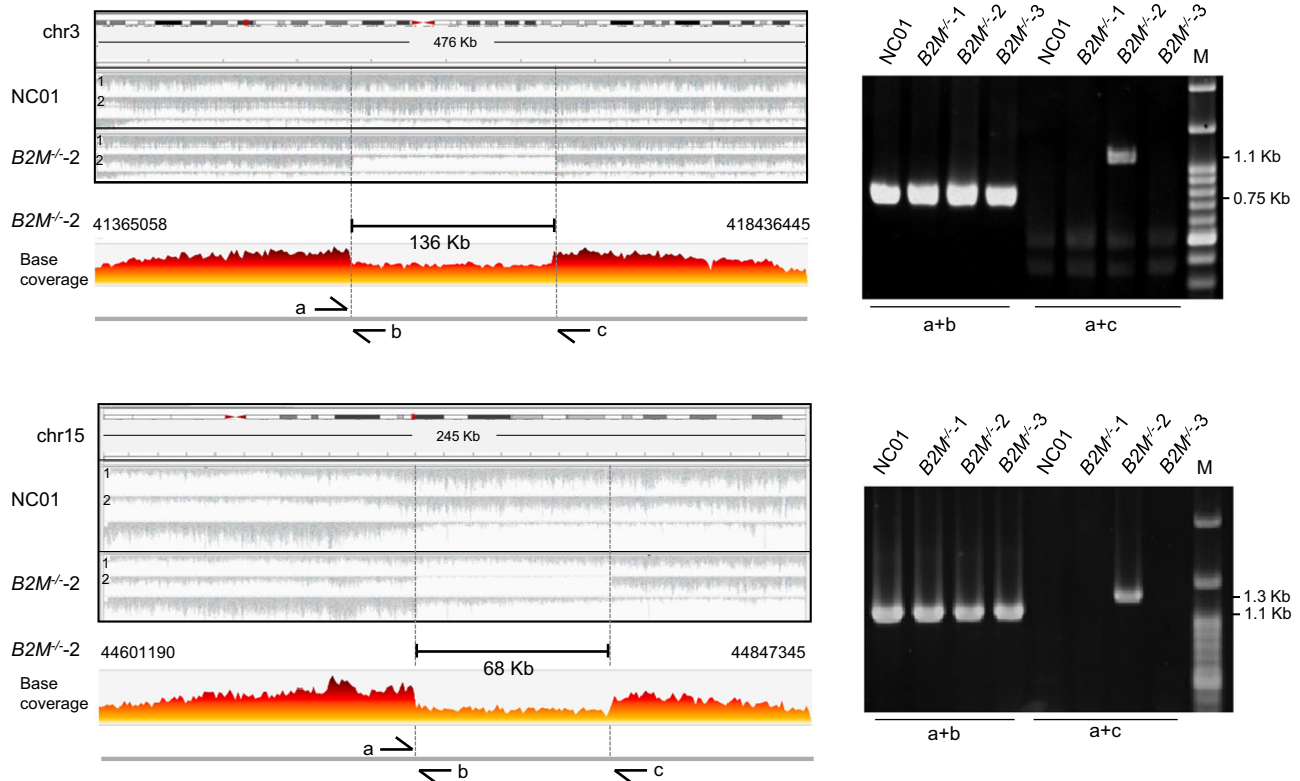 chr3
476 Kb
NC01
1
2
B2M-/--2
1
2
B2M-/--2
41365058
418436445
136 Kb
Base
coverage
a
b
c
NC01
B2M-/--1
B2M-/--2
B2M-/--3
NC01
B2M-/--1
B2M-/--2
B2M-/--3
M
1.1 Kb
0.75 Kb
a+b
a+c
chr15
245 Kb
NC01
1
2
B2M-/--2
1
2
B2M-/--2
44601190
44847345
68 Kb
Base
coverage
a
b
c
NC01
B2M-/--1
B2M-/--2
B2M-/--3
NC01
B2M-/--1
B2M-/--2
B2M-/--3
M
1.3 Kb
1.1 Kb
a+b
a+c